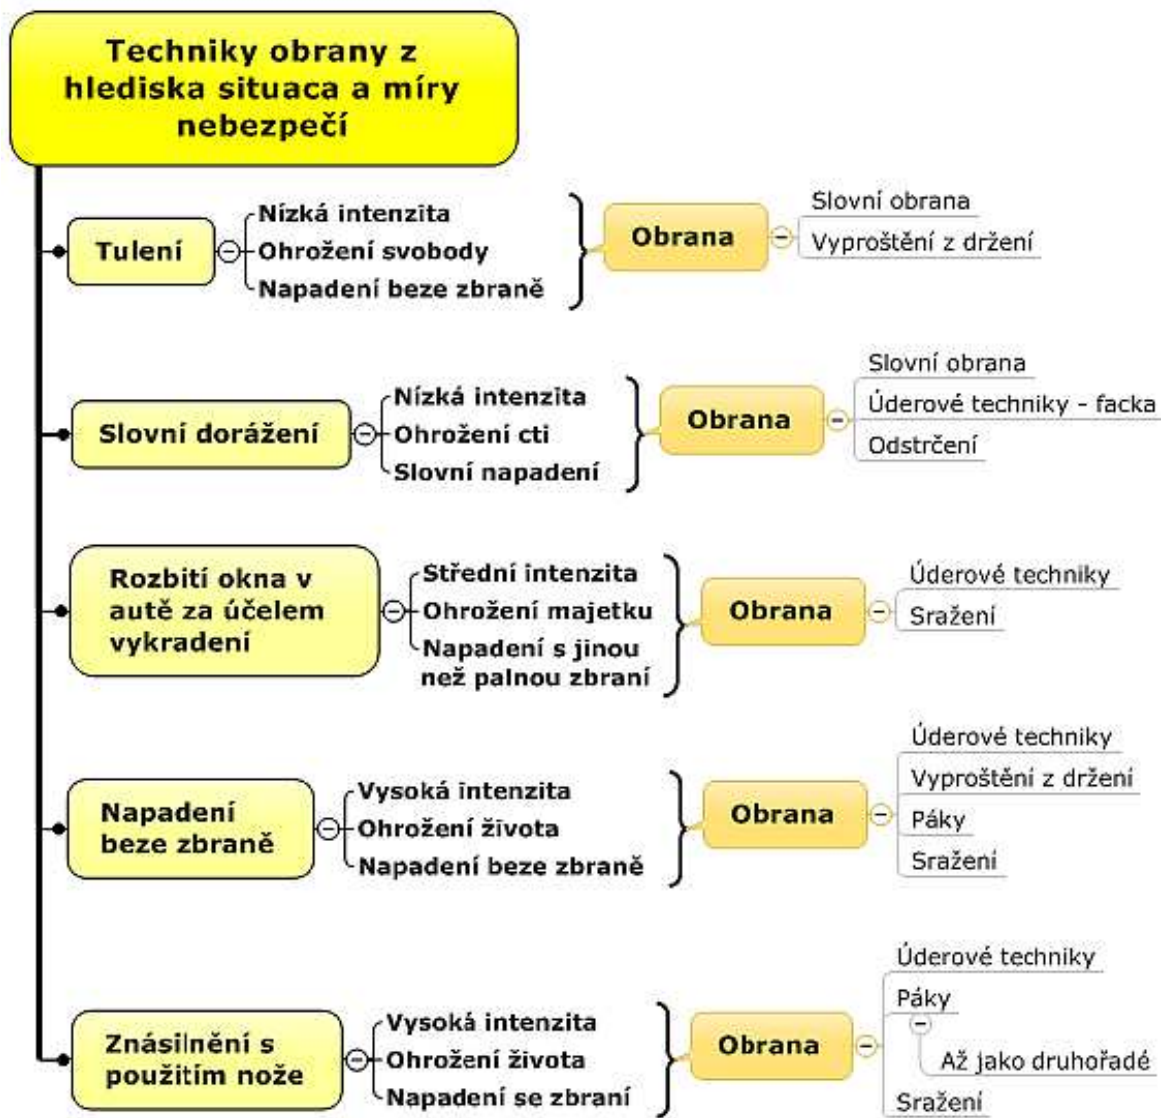 Techniky obrany z
hlediska situaca a míry
nebezpečí
Tulení
Nízká intenzita
Ohrožení svobody
Napadení beze zbraně
Obrana
Slovní obrana
Vyproštění z držení
Slovní dorážení
Nízká intenzita
Ohrožení cti
Slovní napadení
Obrana
Slovní obrana
Úderové techniky - facka
Odstrčení
Rozbití okna v
autě za účelem
vykradení
Střední intenzita
Ohrožení majetku
Napadení s jinou
než palnou zbraní
Obrana
Úderové techniky
Sražení
Napadení
beze zbraně
Vysoká intenzita
Ohrožení života
Napadení beze zbraně
Obrana
Úderové techniky
Vyproštění z držení
Páky
Sražení
Znásilnění s
použitím nože
Vysoká intenzita
Ohrožení života
Napadení se zbraní
Obrana
Úderové techniky
Páky
Až jako druhořadé
Sražení